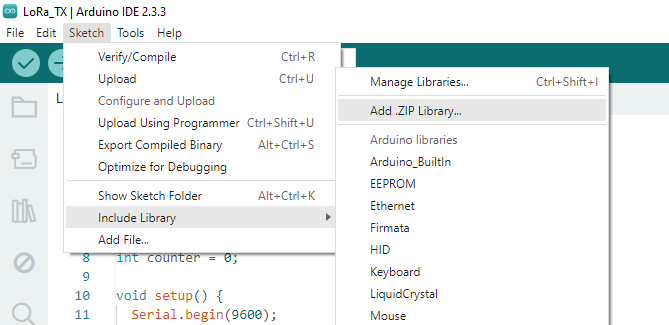 LoRa_TX | Arduino IDE 2.3.3
File Edit Sketch Tools Help
Verify/Compile Ctrl+R
Upload Ctrl+U
Configure and Upload
Upload Using Programmer Ctrl+Shift+U
Export Compiled Binary Alt+Ctrl+S
Optimize for Debugging
Show Sketch Folder Alt+Ctrl+K
Include Library
Add File...
Manage Libraries... Ctrl+Shift+I
Add .ZIP Library...
Arduino libraries
Arduino_BuiltIn
EEPROM
Ethernet
Firmata
HID
Keyboard
LiquidCrystal
Mouse
L
8 int counter = 0;
9
10 void setup() {
11 Serial.begin(9600);